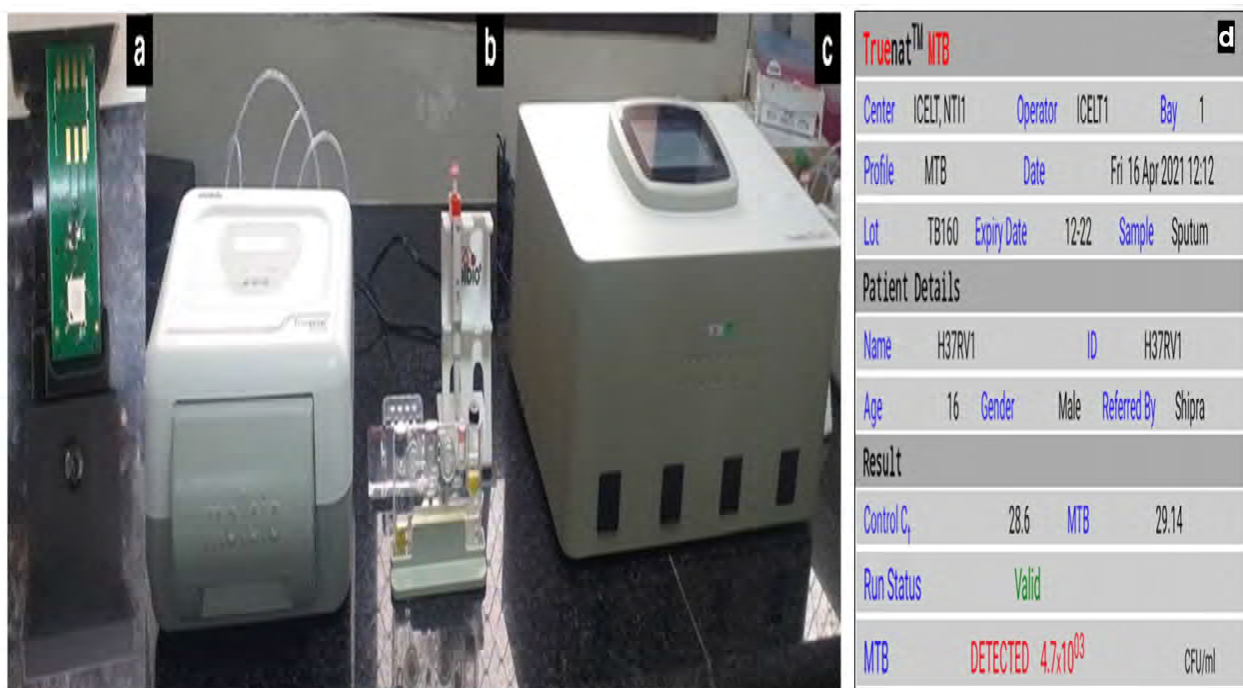 a
b
c
d
Truenat™ MTB
Center ICELT, NTI1 Operator ICELT1 Bay 1
Profile MTB Date Fri 16 Apr 2021 12:12
Lot TB160 Expiry Date 12-22 Sample Sputum
Patient Details
Name H37RV1 ID H37RV1
Age 16 Gender Male Referred By Shipra
Result
Control Ct 28.6 MTB 29.14
Run Status Valid
MTB DETECTED 4.7x10⁰³ CFU/ml